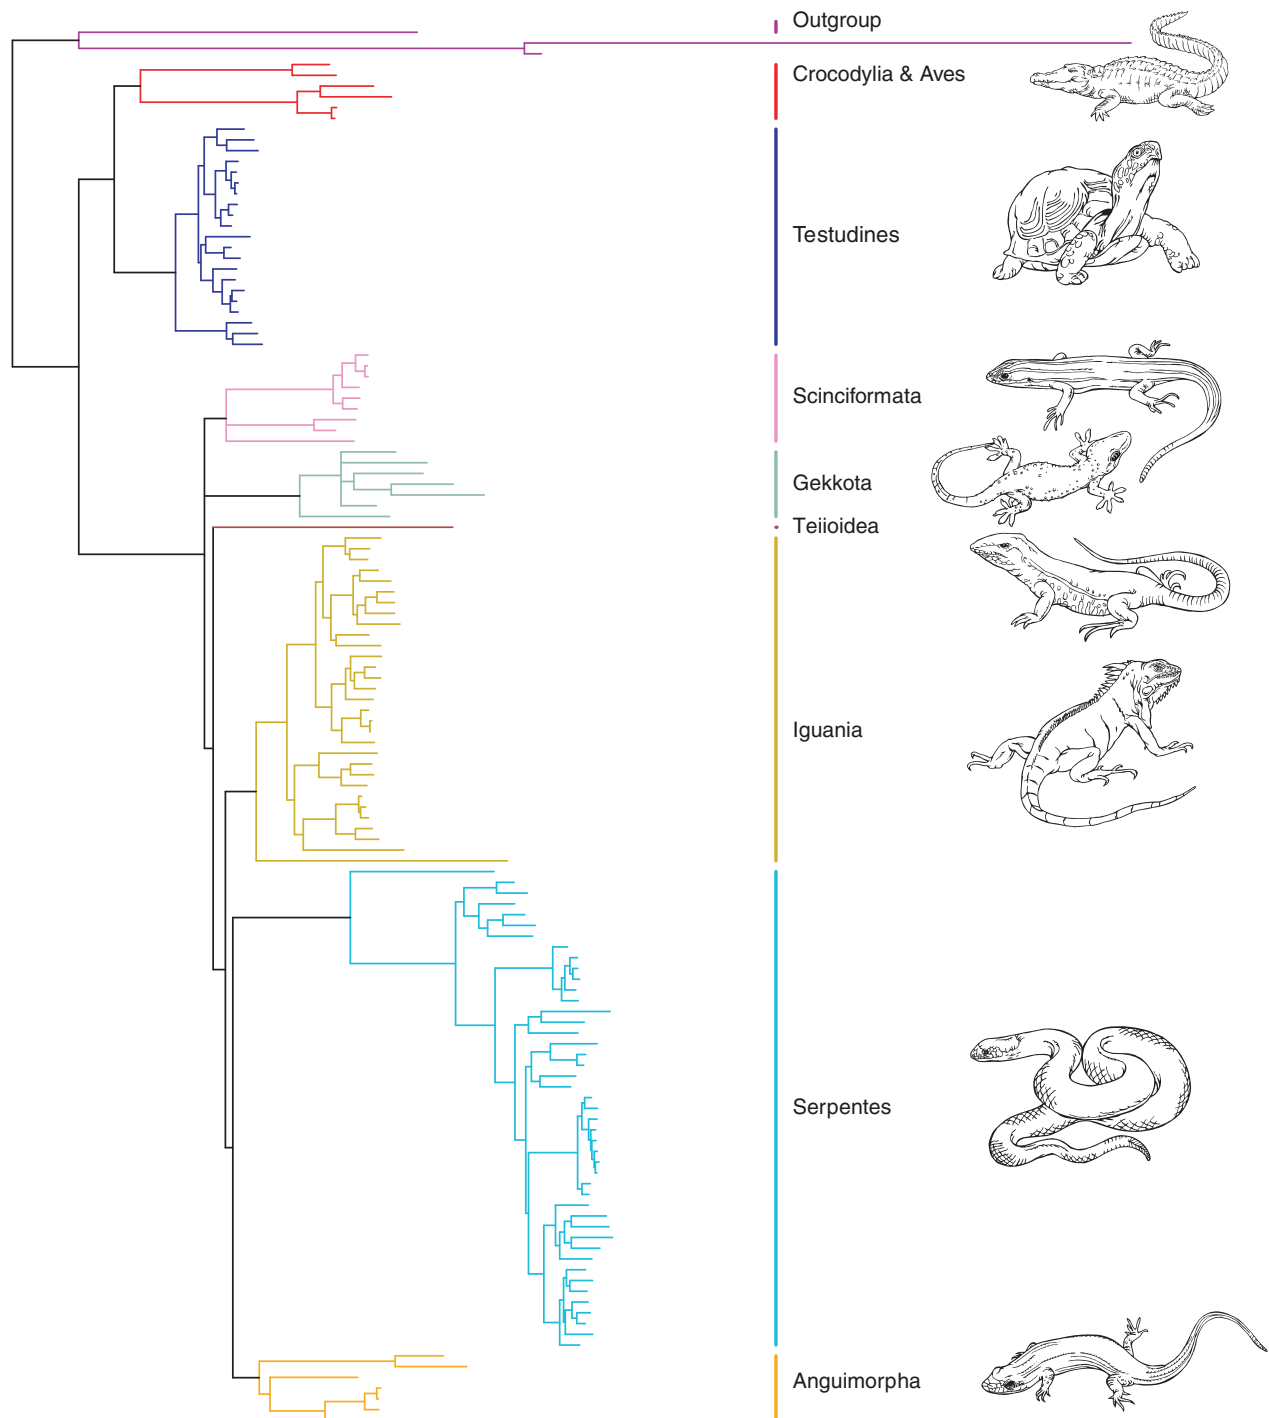 Outgroup
Crocodylia & Aves
Testudines
Scinciformata
Gekkota
Teiioidea
Iguania
Serpentes
Anguimorpha